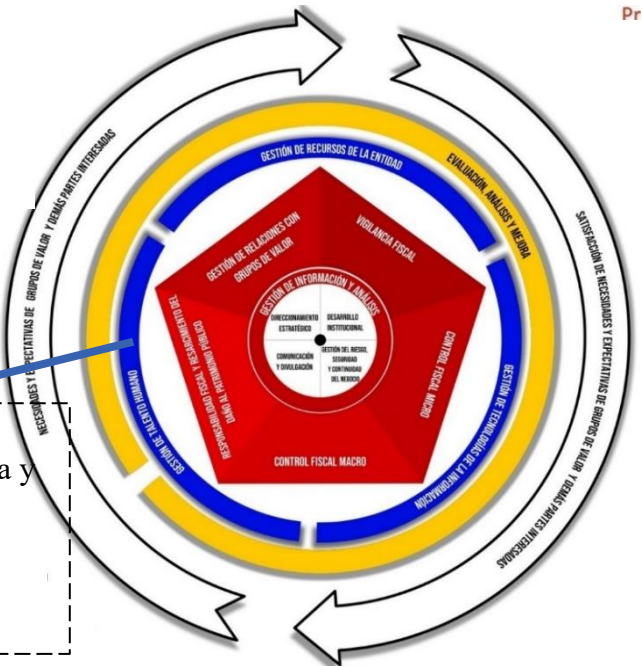 Pr
NECESIDADES Y EXPECTATIVAS DE GRUPOS DE VALOR Y DEMÁS PARTES INTERESADAS
EVALUACIÓN, ANÁLISIS Y MEJORA
GESTIÓN DE RECURSOS DE LA ENTIDAD
GESTIÓN DE RELACIONES CON
GRUPOS DE VALOR
VIGILANCIA FISCAL
GESTIÓN DE INFORMACIÓN Y ANÁLISIS
DIRECCIONAMIENTO
ESTRATÉGICO
DESARROLLO
INSTITUCIONAL
COMUNICACIÓN
Y DIVULGACIÓN
GESTIÓN DEL RIESGO,
SEGURIDAD
Y CONTINUIDAD
DEL NEGOCIO
RESPONSABILIDAD FISCAL Y RESARCIMIENTO DEL
DAÑO AL PATRIMONIO PÚBLICO
CONTROL FISCAL MICRO
CONTROL FISCAL MACRO
GESTIÓN DE TALENTO HUMANO
GESTIÓN DE TECNOLOGÍAS DE LA INFORMACIÓN
SATISFACCIÓN DE NECESIDADES Y EXPECTATIVAS DE GRUPOS DE VALOR Y DEMÁS PARTES INTERESADAS
a y